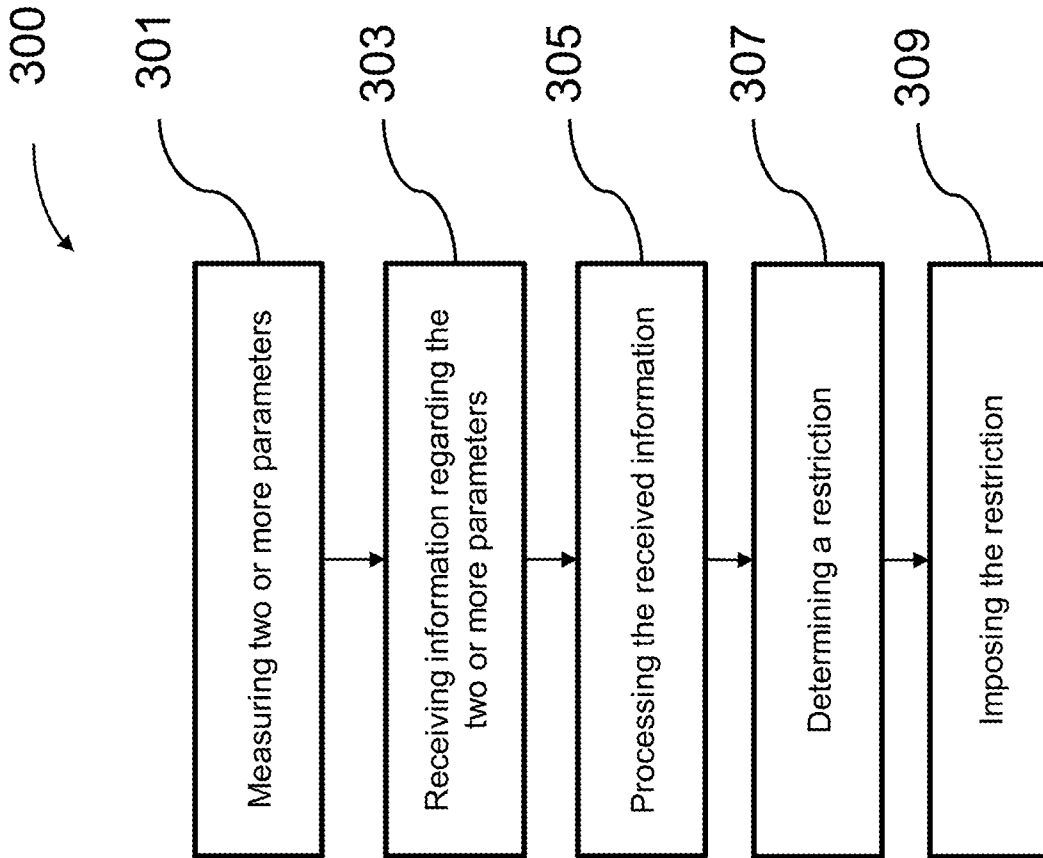 300
301
Measuring two or more parameters
303
Receiving information regarding the
two or more parameters
305
Processing the received information
307
Determining a restriction
309
Imposing the restriction